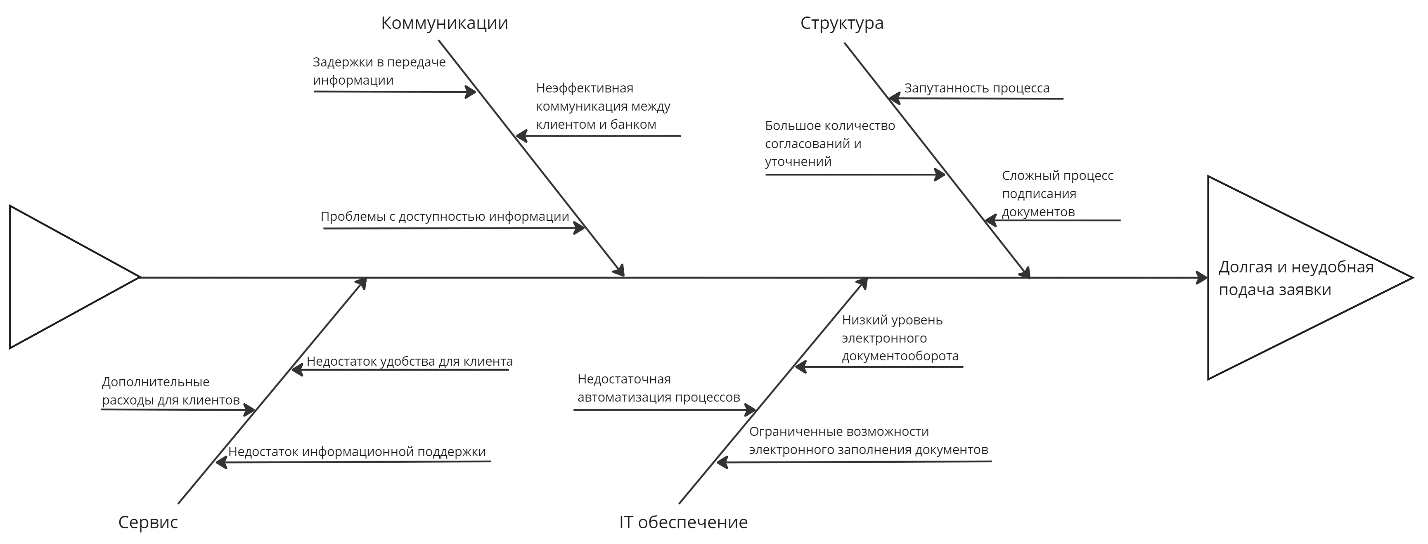 Коммуникации
Структура
Задержки в передаче
информации
Неэффективная
коммуникация между
клиентом и банком
Проблемы с доступностью информации
Запутанность процесса
Большое количество
согласований и
уточнений
Сложный процесс
подписания
документов
Долгая и неудобная
подача заявки
Недостаток удобства для клиента
Дополнительные
расходы для клиентов
Недостаток информационной поддержки
Низкий уровень
электронного
документооборота
Недостаточная
автоматизация процессов
Ограниченные возможности
электронного заполнения документов
Сервис
IT обеспечение